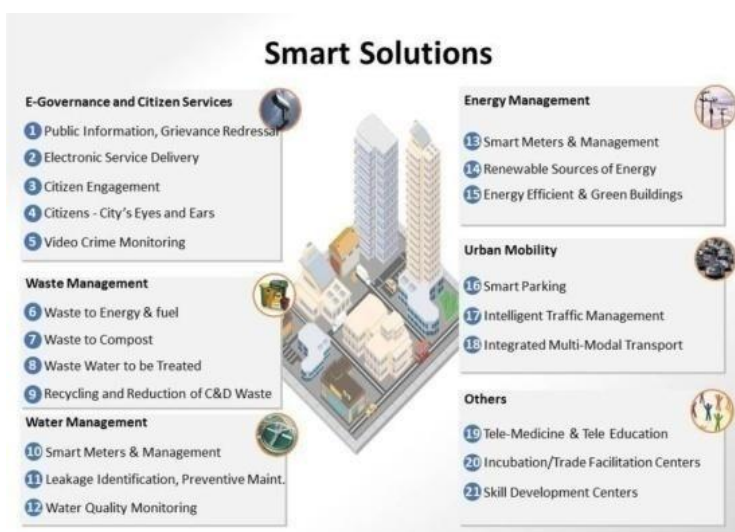 Smart Solutions
E-Governance and Citizen Services
1 Public Information, Grievance Redressal
2 Electronic Service Delivery
3 Citizen Engagement
4 Citizens - City's Eyes and Ears
5 Video Crime Monitoring
Waste Management
6 Waste to Energy & fuel
7 Waste to Compost
8 Waste Water to be Treated
9 Recycling and Reduction of C&D Waste
Water Management
10 Smart Meters & Management
11 Leakage Identification, Preventive Maint.
12 Water Quality Monitoring
Energy Management
13 Smart Meters & Management
14 Renewable Sources of Energy
15 Energy Efficient & Green Buildings
Urban Mobility
16 Smart Parking
17 Intelligent Traffic Management
18 Integrated Multi-Modal Transport
Others
19 Tele-Medicine & Tele Education
20 Incubation/Trade Facilitation Centers
21 Skill Development Centers